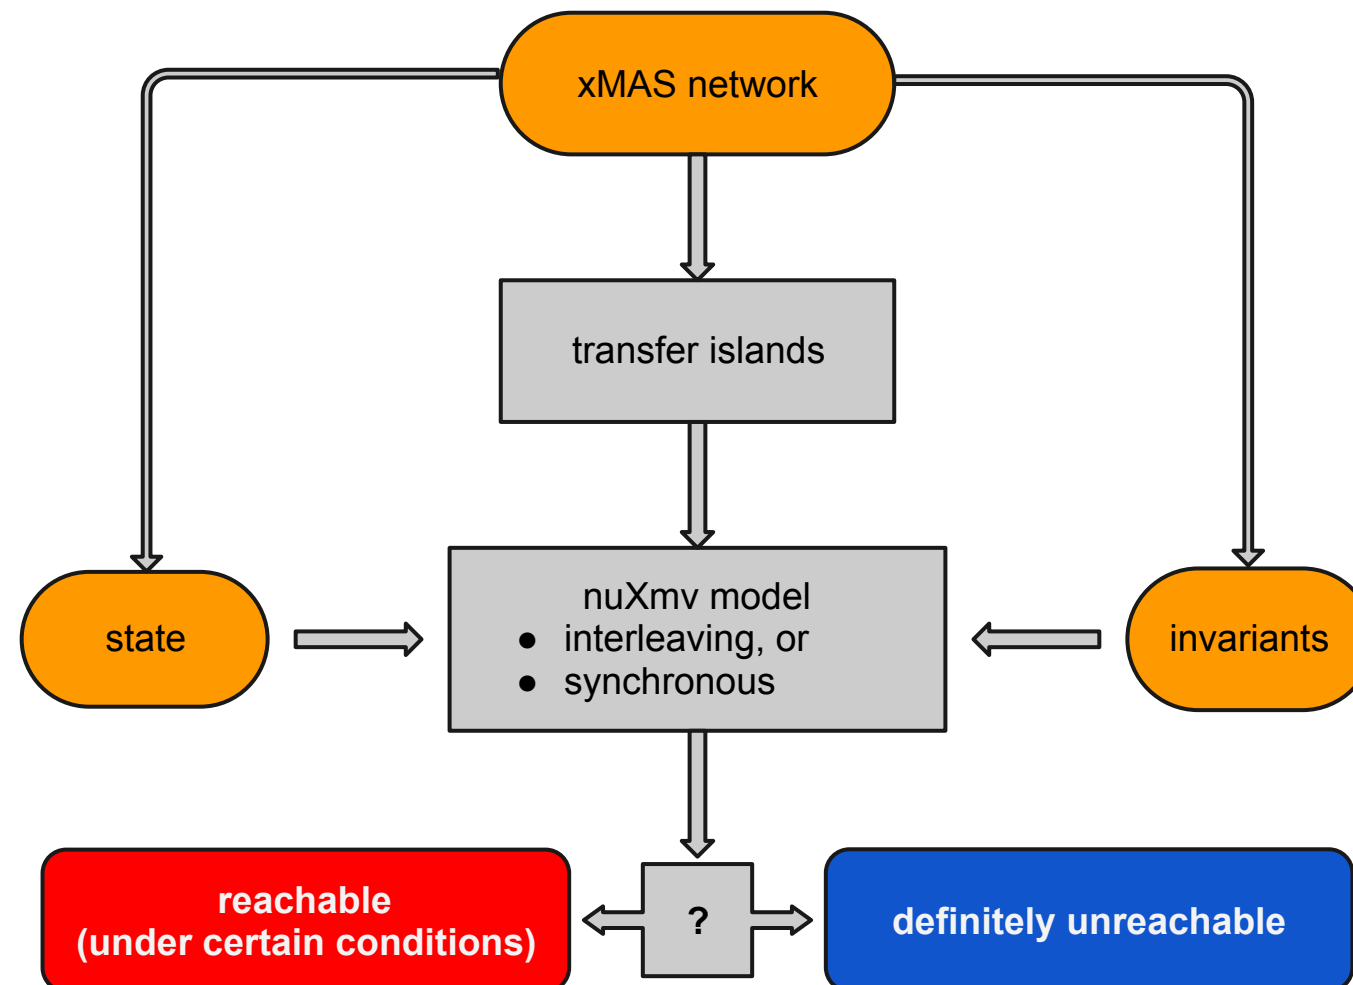 xMAS network
transfer islands
nuXmv model
● interleaving, or
● synchronous
state
invariants
reachable
(under certain conditions)
?
definitely unreachable